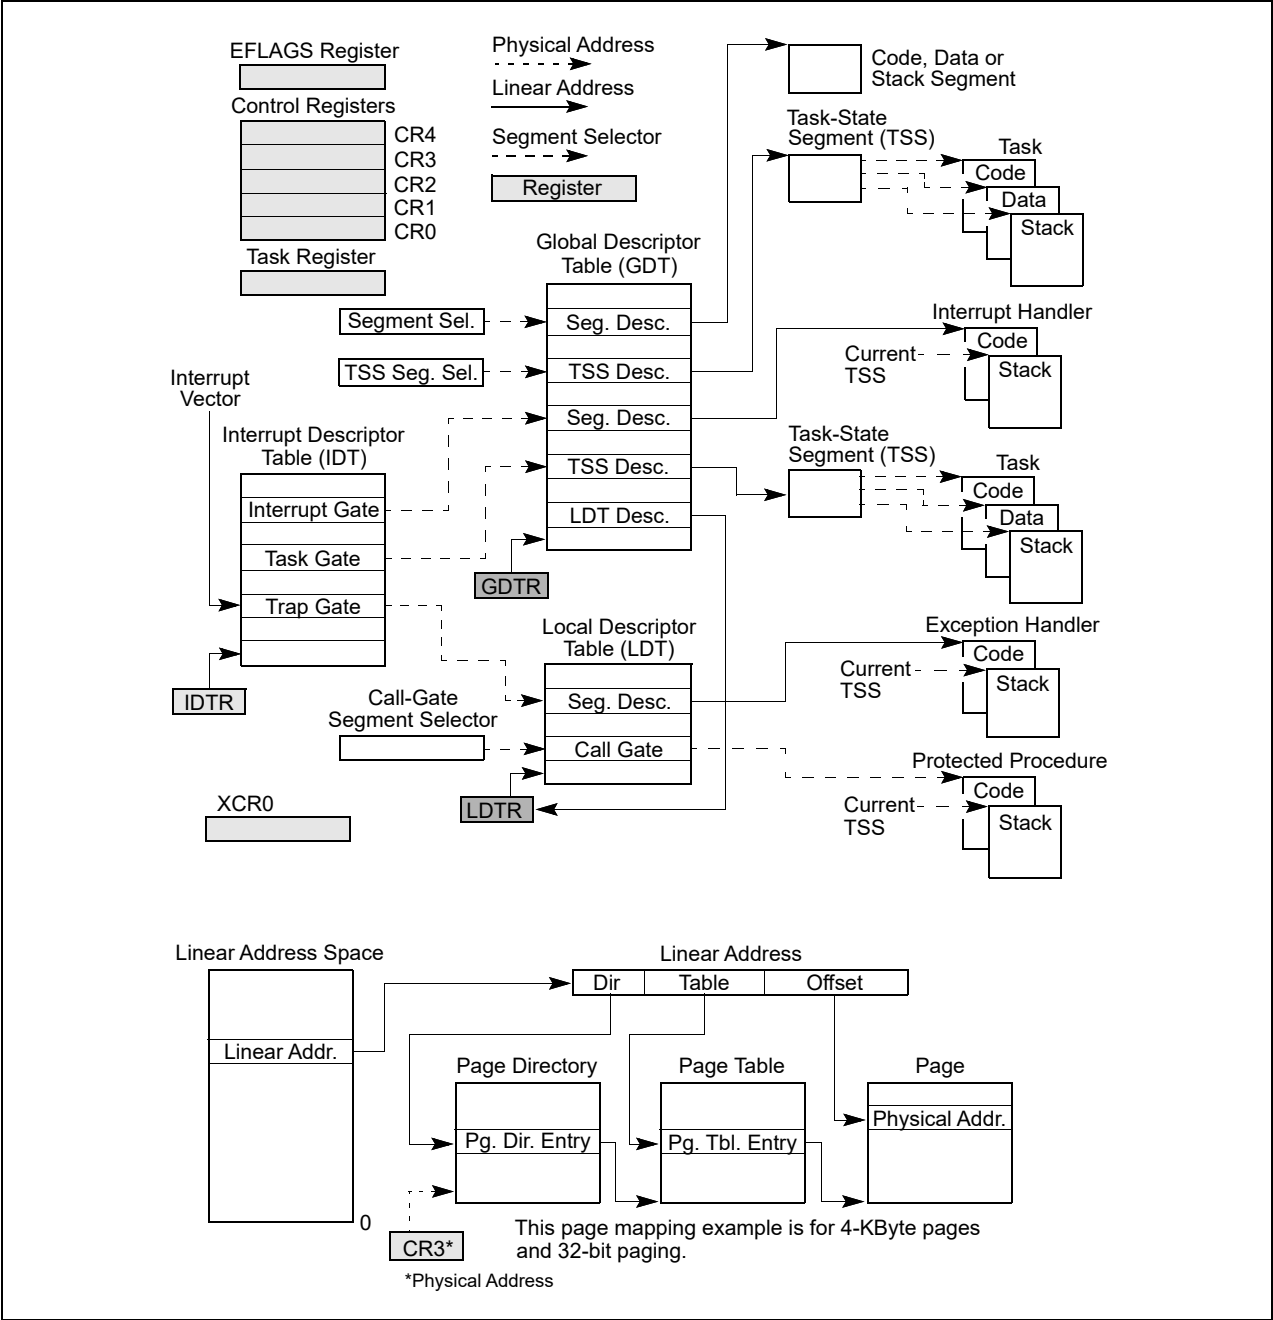 EFLAGS Register
Control Registers
CR4
CR3
CR2
CR1
CR0
Task Register
Physical Address
Linear Address
Segment Selector
Register
Code, Data or
Stack Segment
Task-State
Segment (TSS)
Task
Code
Data
Stack
Global Descriptor
Table (GDT)
Segment Sel.
Seg. Desc.
TSS Seg. Sel.
TSS Desc.
Seg. Desc.
TSS Desc.
LDT Desc.
GDTR
Interrupt Handler
Code
Current
TSS
Stack
Interrupt
Vector
Interrupt Descriptor
Table (IDT)
Interrupt Gate
Task Gate
Trap Gate
IDTR
Task-State
Segment (TSS)
Task
Code
Data
Stack
Local Descriptor
Table (LDT)
Seg. Desc.
Call-Gate
Segment Selector
Call Gate
LDTR
Exception Handler
Code
Current
TSS
Stack
Protected Procedure
Code
Current
TSS
Stack
XCR0
Linear Address Space
Linear Addr.
0
Linear Address
Dir
Table
Offset
Page Directory
Pg. Dir. Entry
Page Table
Pg. Tbl. Entry
Page
Physical Addr.
CR3*
*Physical Address
This page mapping example is for 4-KByte pages
and 32-bit paging.